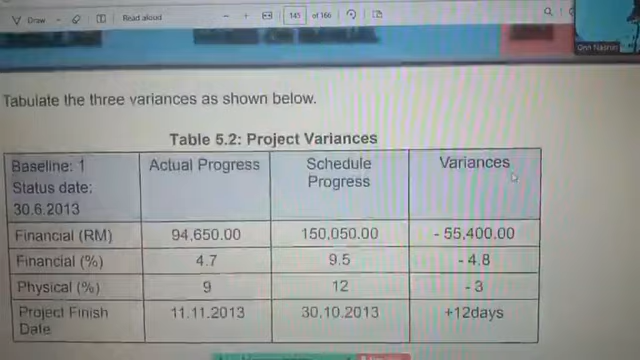 Draw
Read aloud
145 of 166
Tabulate the three variances as shown below.
Table 5.2: Project Variances
Baseline: 1
Status date:
30.6.2013
Actual Progress
Schedule
Progress
Variances
Financial (RM) 94,650.00 150,050.00 - 55,400.00
Financial (%) 4.7 9.5 - 4.8
Physical (%) 9 12 - 3
Project Finish
Date
11.11.2013 30.10.2013 +12days